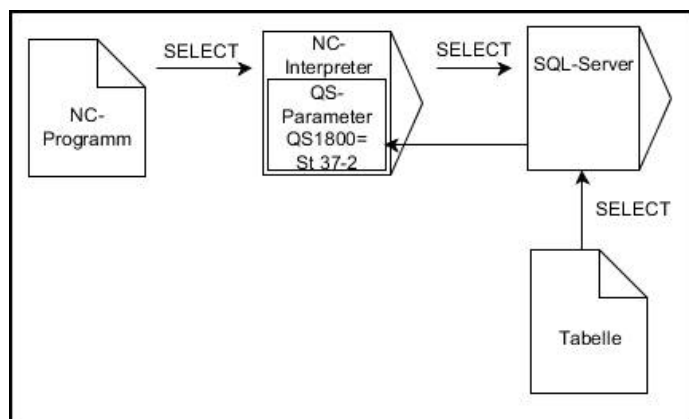 SELECT
NC-
Programm
NC-
Interpreter
QS-
Parameter
QS1800=
St 37-2
SELECT
SQL-Server
SELECT
Tabelle